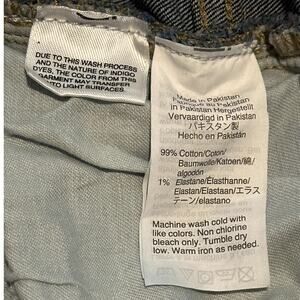 DUE TO THIS WASH PROCESS
AND THE NATURE OF INDIGO
DYES, THE COLOR FROM THIS
GARMENT MAY TRANSFER
ONTO LIGHT SURFACES.
Made in Pakistan
Fabriqué au Pakistan
In Pakistan Hergestellt
Vervaardigd in Pakistan
パキスタン製
Hecho en Pakistán
99% Cotton/Coton/
Baumwolle/Katoen/綿/
algodón
1% Elastane/Élasthanne/
Elastan/Elastaan/エラス
テーン/elastano
Machine wash cold with
like colors. Non chlorine
bleach only. Tumble dry
low. Warm iron as needed.